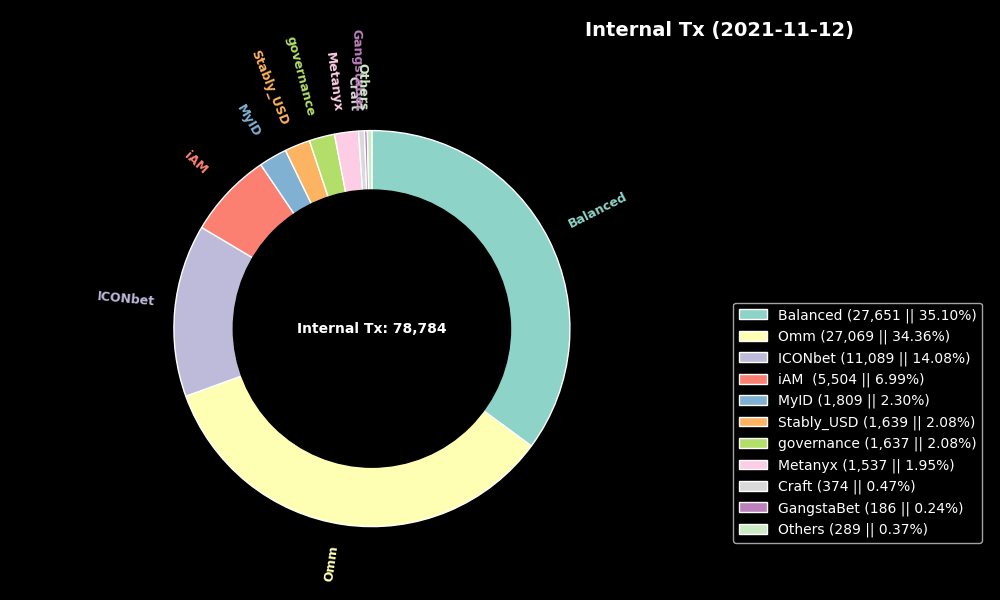 Internal Tx (2021-11-12)
GangstaBet
Others
Craft
Metanyx
governance
Stably_USD
MyID
iAM
Balanced
ICONbet
Omm
Internal Tx: 78,784
Balanced (27,651 || 35.10%)
Omm (27,069 || 34.36%)
ICONbet (11,089 || 14.08%)
iAM  (5,504 || 6.99%)
MyID (1,809 || 2.30%)
Stably_USD (1,639 || 2.08%)
governance (1,637 || 2.08%)
Metanyx (1,537 || 1.95%)
Craft (374 || 0.47%)
GangstaBet (186 || 0.24%)
Others (289 || 0.37%)